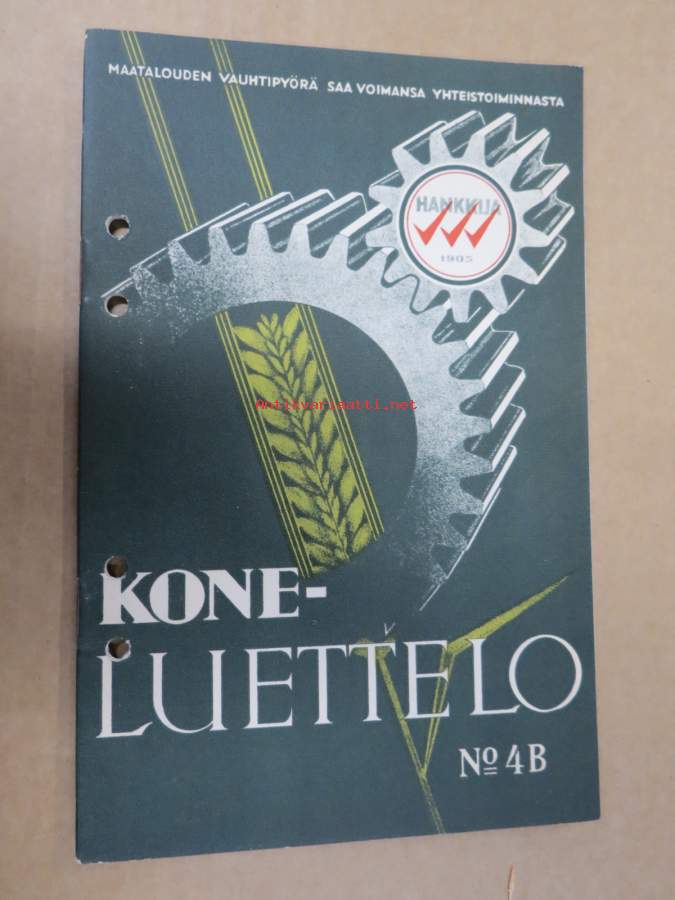 MAATALOUDEN VAUHTIPYÖRÄ SAA VOIMANSA YHTEISTOIMINNASTA
HANKKIJA
1905
Antikvariaatti.net
KONE-
LUETTELO
Nº 4B